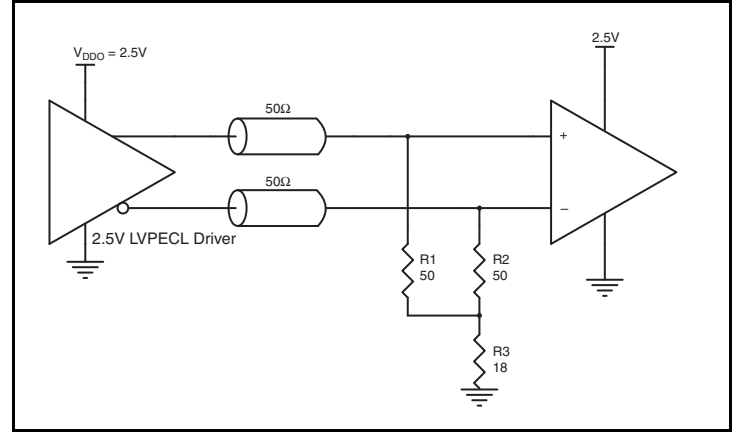 V_DDO = 2.5V
2.5V
50Ω
+
50Ω
–
2.5V LVPECL Driver
R1
50
R2
50
R3
18